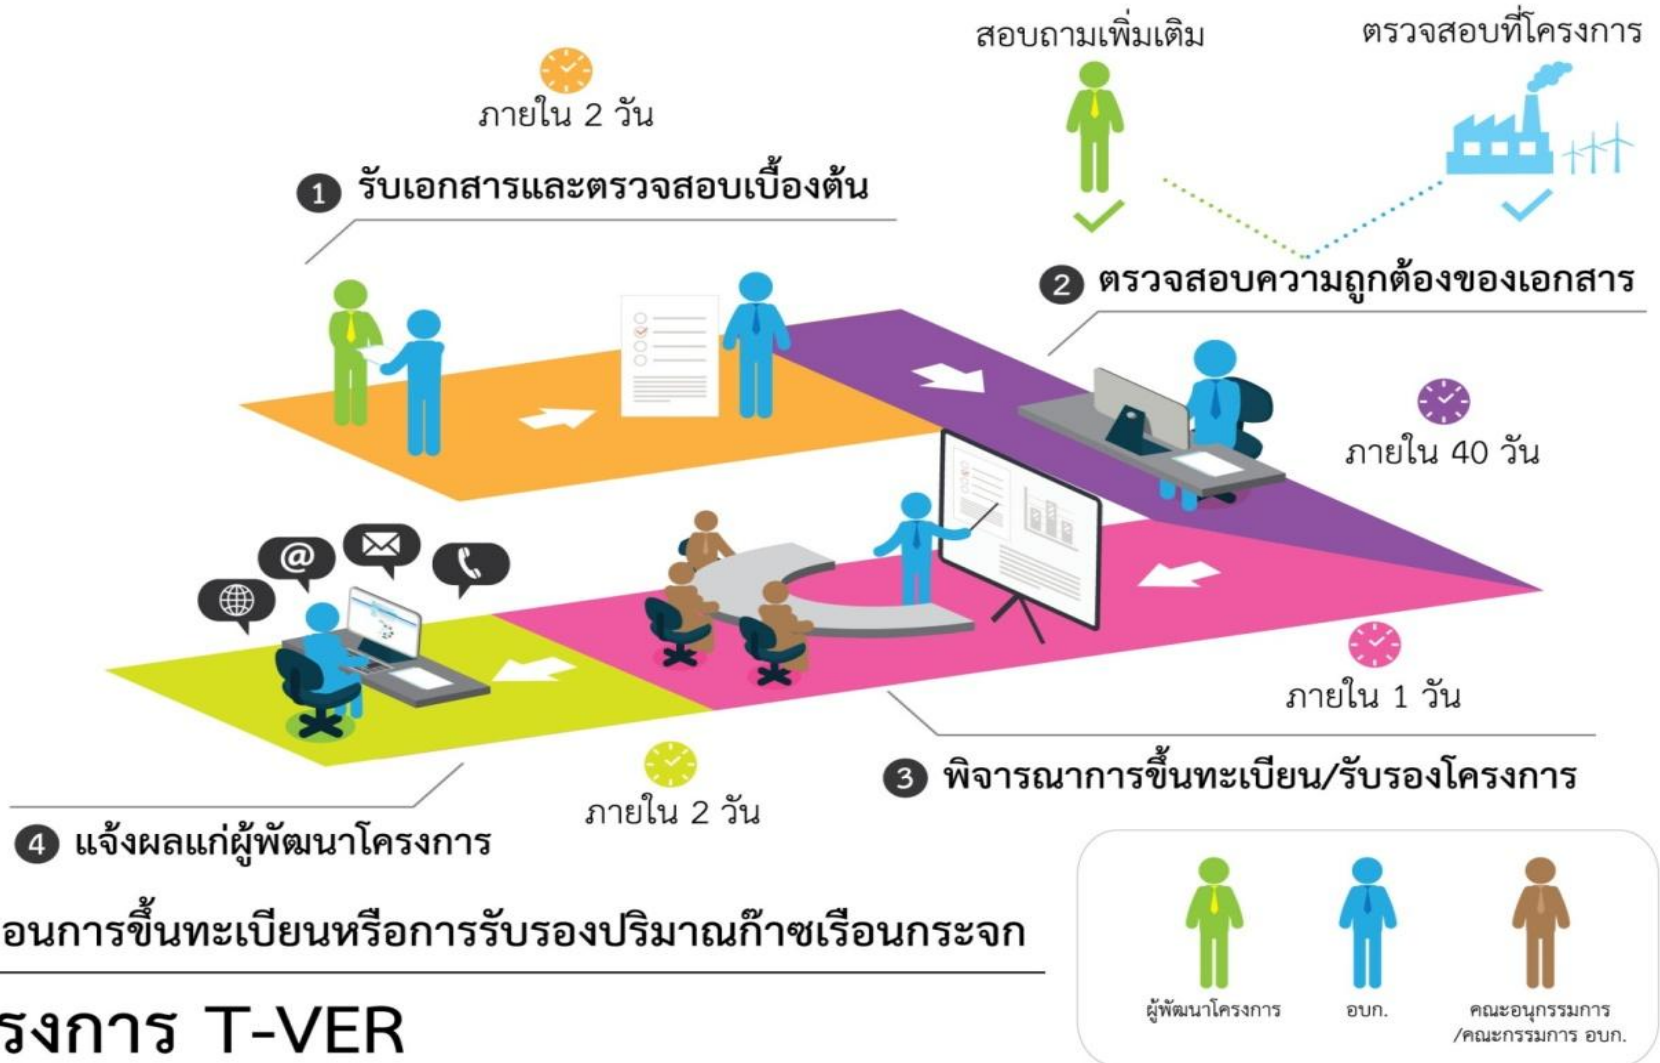 สอบถามเพิ่มเติม
ตรวจสอบที่โครงการ
ภายใน 2 วัน
1 รับเอกสารและตรวจสอบเบื้องต้น
2 ตรวจสอบความถูกต้องของเอกสาร
ภายใน 40 วัน
@
ภายใน 1 วัน
3 พิจารณาการขึ้นทะเบียน/รับรองโครงการ
ภายใน 2 วัน
4 แจ้งผลแก่ผู้พัฒนาโครงการ
อนการขึ้นทะเบียนหรือการรับรองปริมาณก๊าซเรือนกระจก
รงการ T-VER
ผู้พัฒนาโครงการ
อบก.
คณะอนุกรรมการ
/คณะกรรมการ อบก.